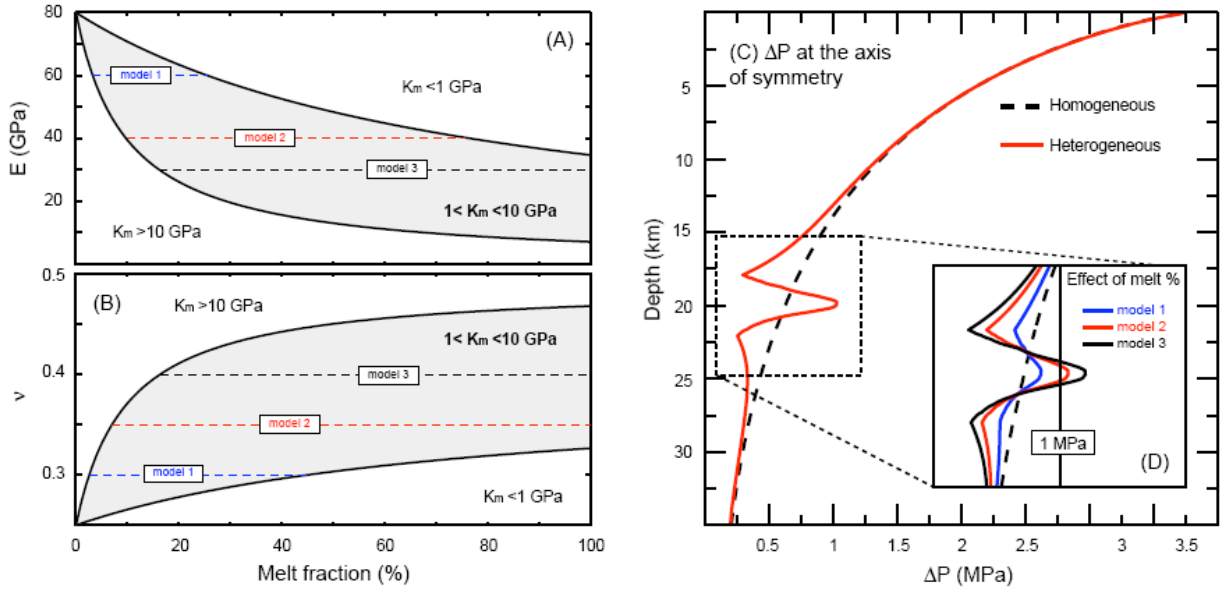 (A)
80
60
40
20
E (GPa)
model 1
model 2
model 3
Km <1 GPa
1< Km <10 GPa
Km >10 GPa
(B)
0.5
0.4
0.3
ν
Km >10 GPa
1< Km <10 GPa
model 3
model 2
model 1
Km <1 GPa
0
20
40
60
80
100
Melt fraction (%)
(C) ΔP at the axis
of symmetry
Homogeneous
Heterogeneous
5
10
15
20
25
30
Depth (km)
Effect of melt %
model 1
model 2
model 3
1 MPa
(D)
0.5
1
1.5
2
2.5
3
3.5
ΔP (MPa)